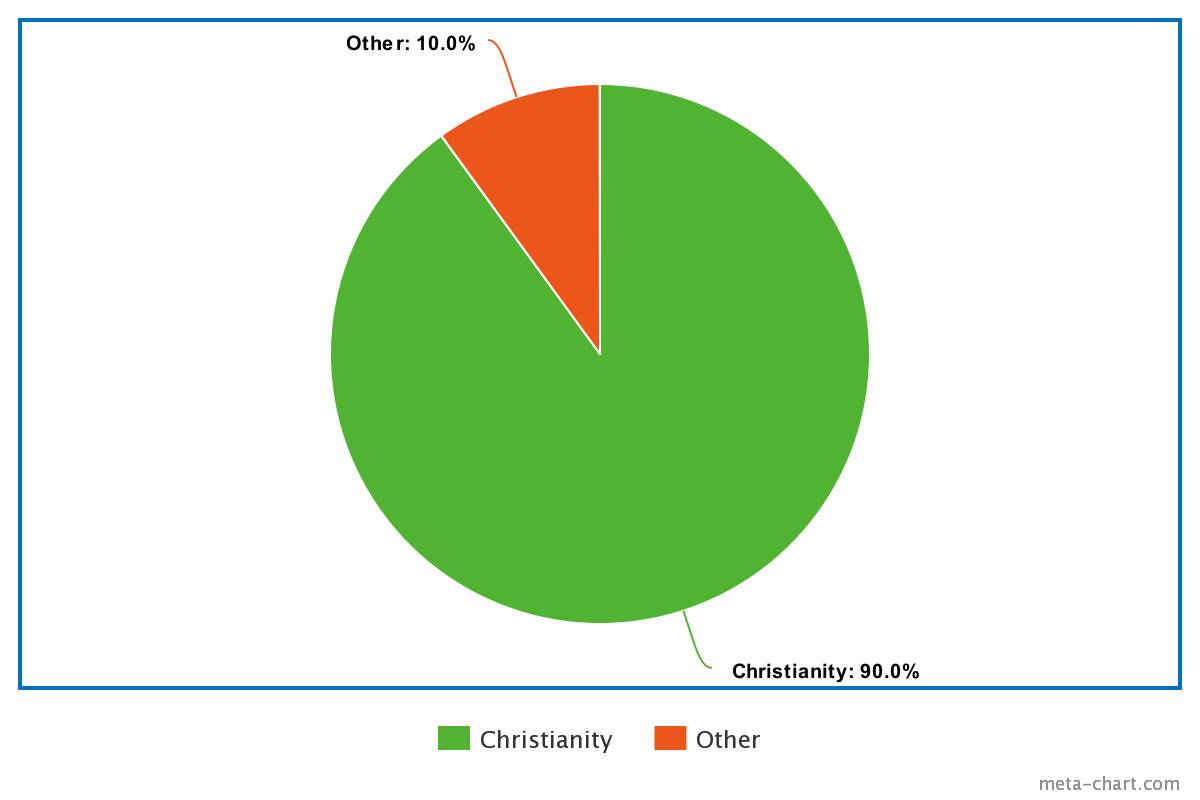 Other: 10.0%
Christianity: 90.0%
Christianity
Other
meta-chart.com